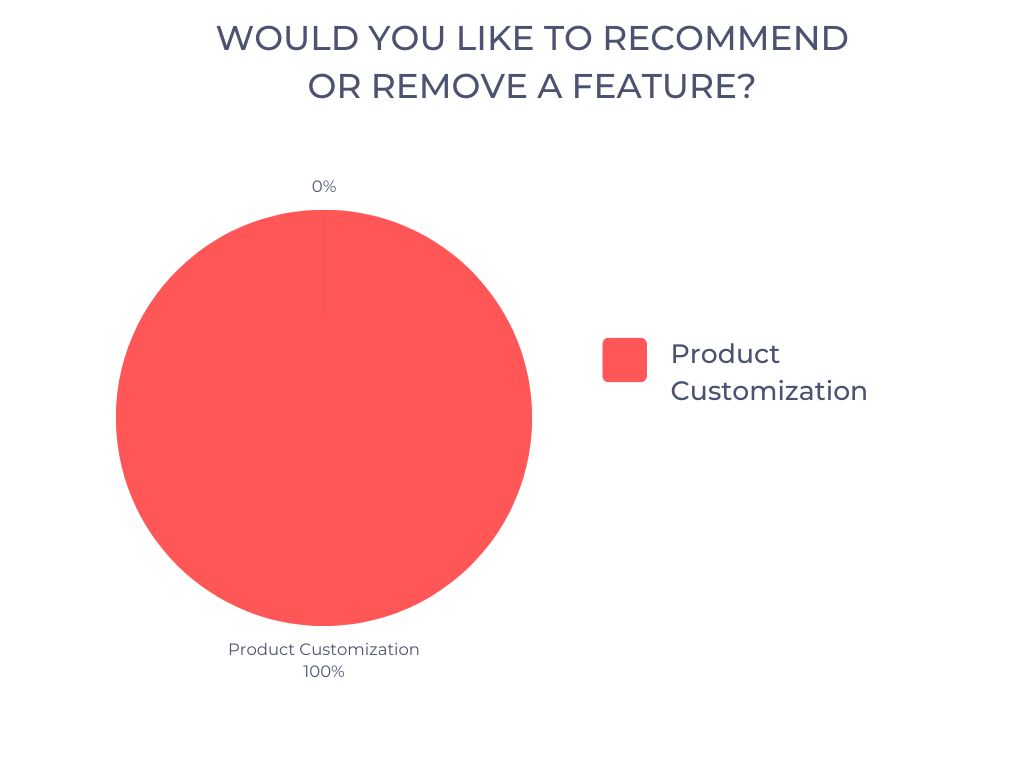 WOULD YOU LIKE TO RECOMMEND
OR REMOVE A FEATURE?
0%
Product
Customization
Product Customization
100%